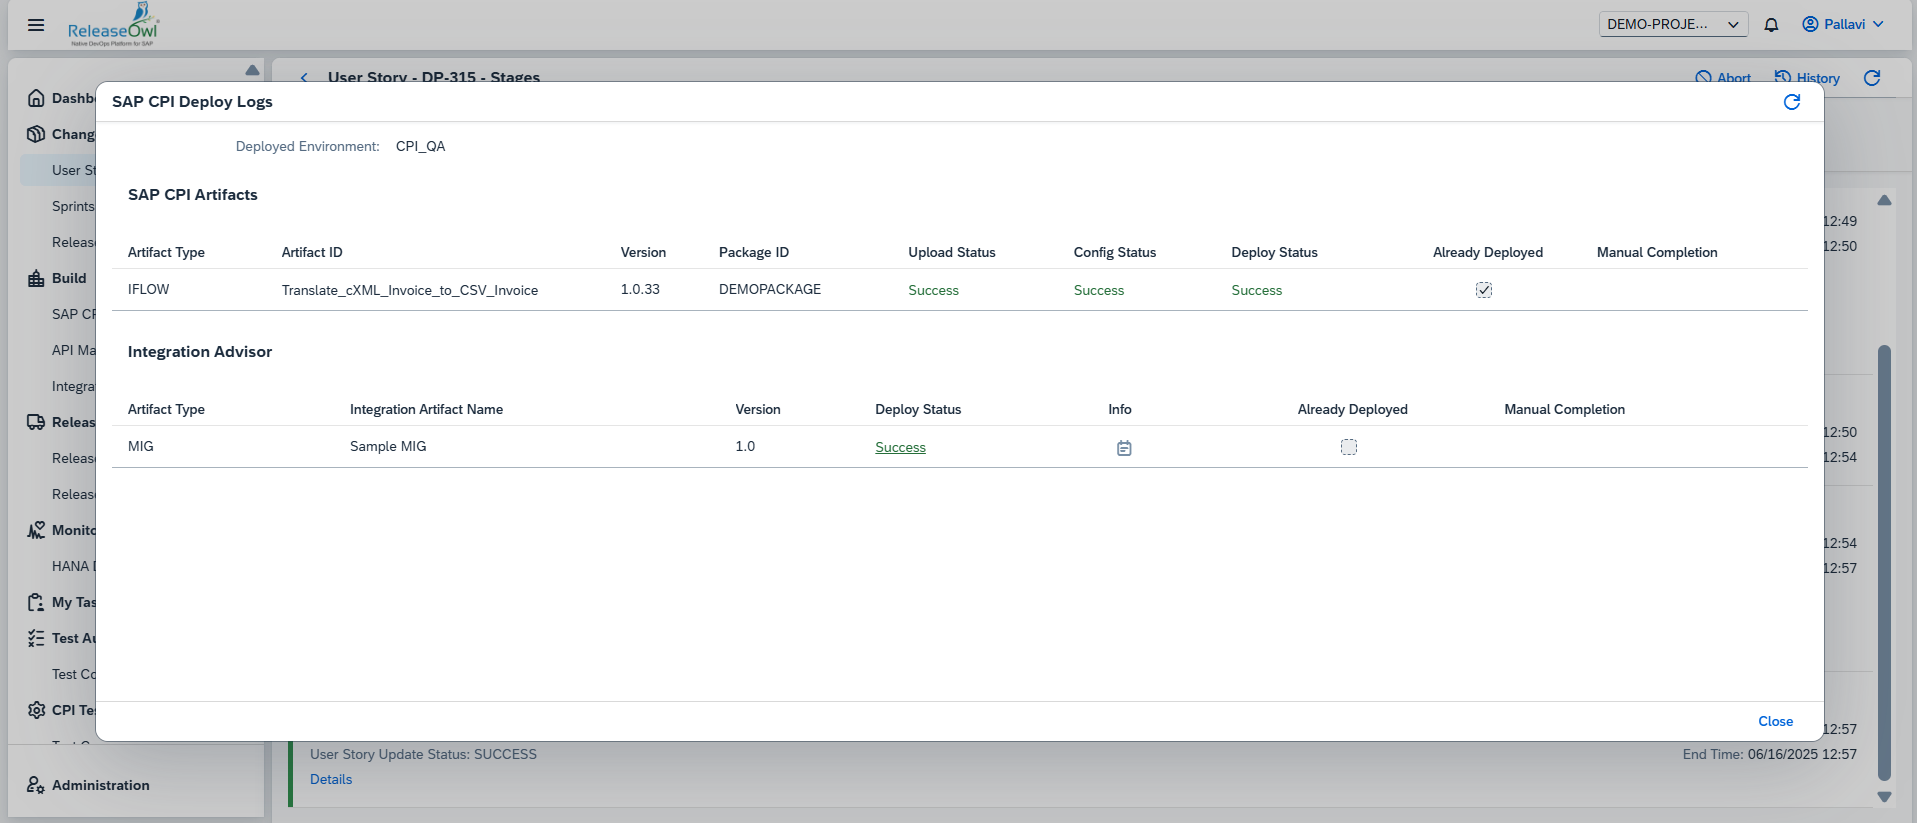 ReleaseOwl
Native DevOps Platform for SAP
DEMO-PROJE...
Pallavi
User Story - DP-315 - Stages
Abort
History
SAP CPI Deploy Logs
Deployed Environment: CPI_QA
SAP CPI Artifacts
Artifact Type Artifact ID Version Package ID Upload Status Config Status Deploy Status Already Deployed Manual Completion
IFLOW Translate_cXML_Invoice_to_CSV_Invoice 1.0.33 DEMOPACKAGE Success Success Success
Integration Advisor
Artifact Type Integration Artifact Name Version Deploy Status Info Already Deployed Manual Completion
MIG Sample MIG 1.0 Success
Close
Dashb
Chang
User St
Sprints
Releas
Build
SAP CP
API Ma
Integra
Releas
Releas
Releas
Monito
HANA
My Tas
Test Au
Test Co
CPI Tes
Administration
12:49
12:50
12:50
12:54
12:54
12:57
12:57
User Story Update Status: SUCCESS
End Time: 06/16/2025 12:57
Details